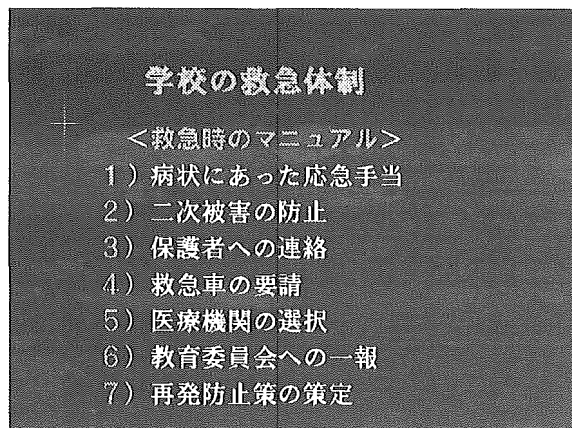 学校の救急体制
＜救急時のマニュアル＞
1）病状にあった応急手当
2）二次被害の防止
3）保護者への連絡
4）救急車の要請
5）医療機関の選択
6）教育委員会への一報
7）再発防止策の策定